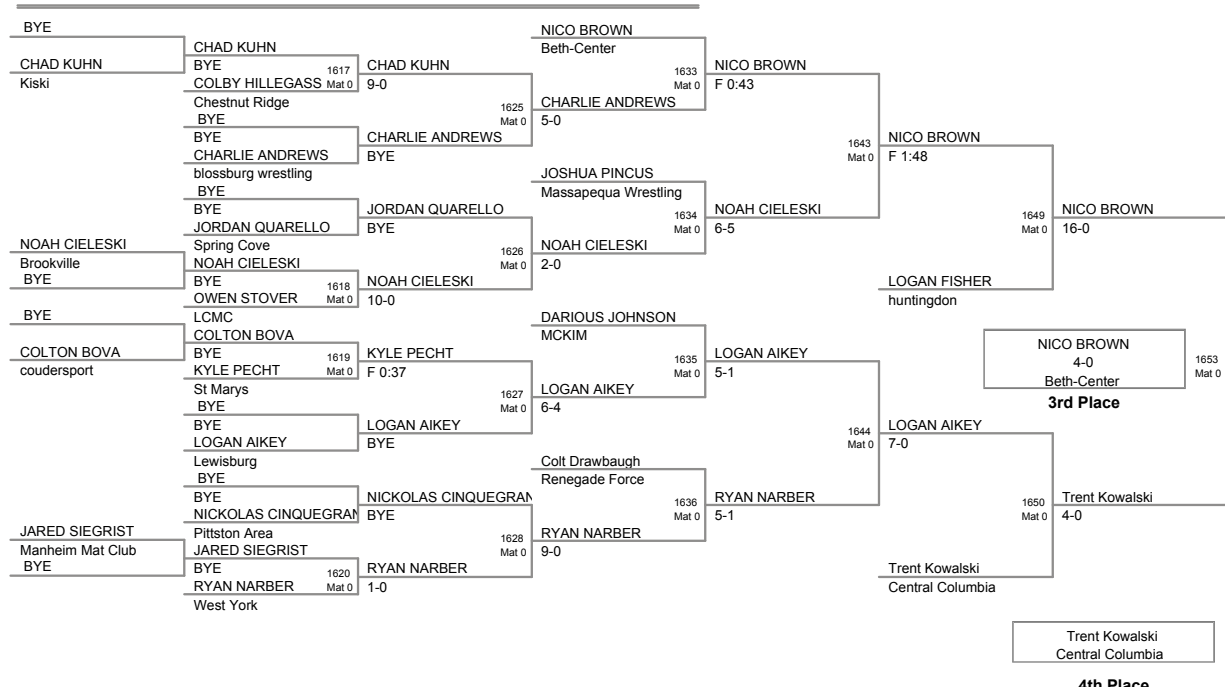 BYE
CHAD KUHN
Kiski
NOAH CIELESKI
Brookville
BYE
BYE
COLTON BOVA
coudersport
JARED SIEGRIST
Manheim Mat Club
BYE
CHAD KUHN
BYE
1617
COLBY HILLEGASS Mat 0
Chestnut Ridge
BYE
BYE
CHARLIE ANDREWS
blossburg wrestling
BYE
BYE
JORDAN QUARELLO
Spring Cove
NOAH CIELESKI
BYE
1618
OWEN STOVER Mat 0
LCMC
COLTON BOVA
BYE
1619
KYLE PECHT Mat 0
St Marys
BYE
BYE
LOGAN AIKEY
Lewisburg
BYE
BYE
NICKOLAS CINQUEGRAN
Pittston Area
JARED SIEGRIST
BYE
1620
RYAN NARBER Mat 0
West York
CHAD KUHN
9-0
1625
Mat 0
CHARLIE ANDREWS
BYE
JORDAN QUARELLO
BYE
1626
Mat 0
NOAH CIELESKI
10-0
KYLE PECHT
F 0:37
1627
Mat 0
LOGAN AIKEY
BYE
NICKOLAS CINQUEGRAN
BYE
1628
Mat 0
RYAN NARBER
1-0
NICO BROWN
Beth-Center
1633
Mat 0
CHARLIE ANDREWS
5-0
JOSHUA PINCUS
Massapequa Wrestling
1634
Mat 0
NOAH CIELESKI
2-0
DARIOUS JOHNSON
MCKIM
1635
Mat 0
LOGAN AIKEY
6-4
Colt Drawbaugh
Renegade Force
1636
Mat 0
RYAN NARBER
9-0
NICO BROWN
F 0:43
1643
Mat 0
NOAH CIELESKI
6-5
LOGAN AIKEY
5-1
1644
Mat 0
RYAN NARBER
5-1
NICO BROWN
F 1:48
1649
Mat 0
LOGAN FISHER
huntingdon
LOGAN AIKEY
7-0
1650
Mat 0
Trent Kowalski
Central Columbia
NICO BROWN
16-0
Trent Kowalski
4-0
NICO BROWN
4-0
Beth-Center
1653
Mat 0
3rd Place
Trent Kowalski
Central Columbia
4th Place